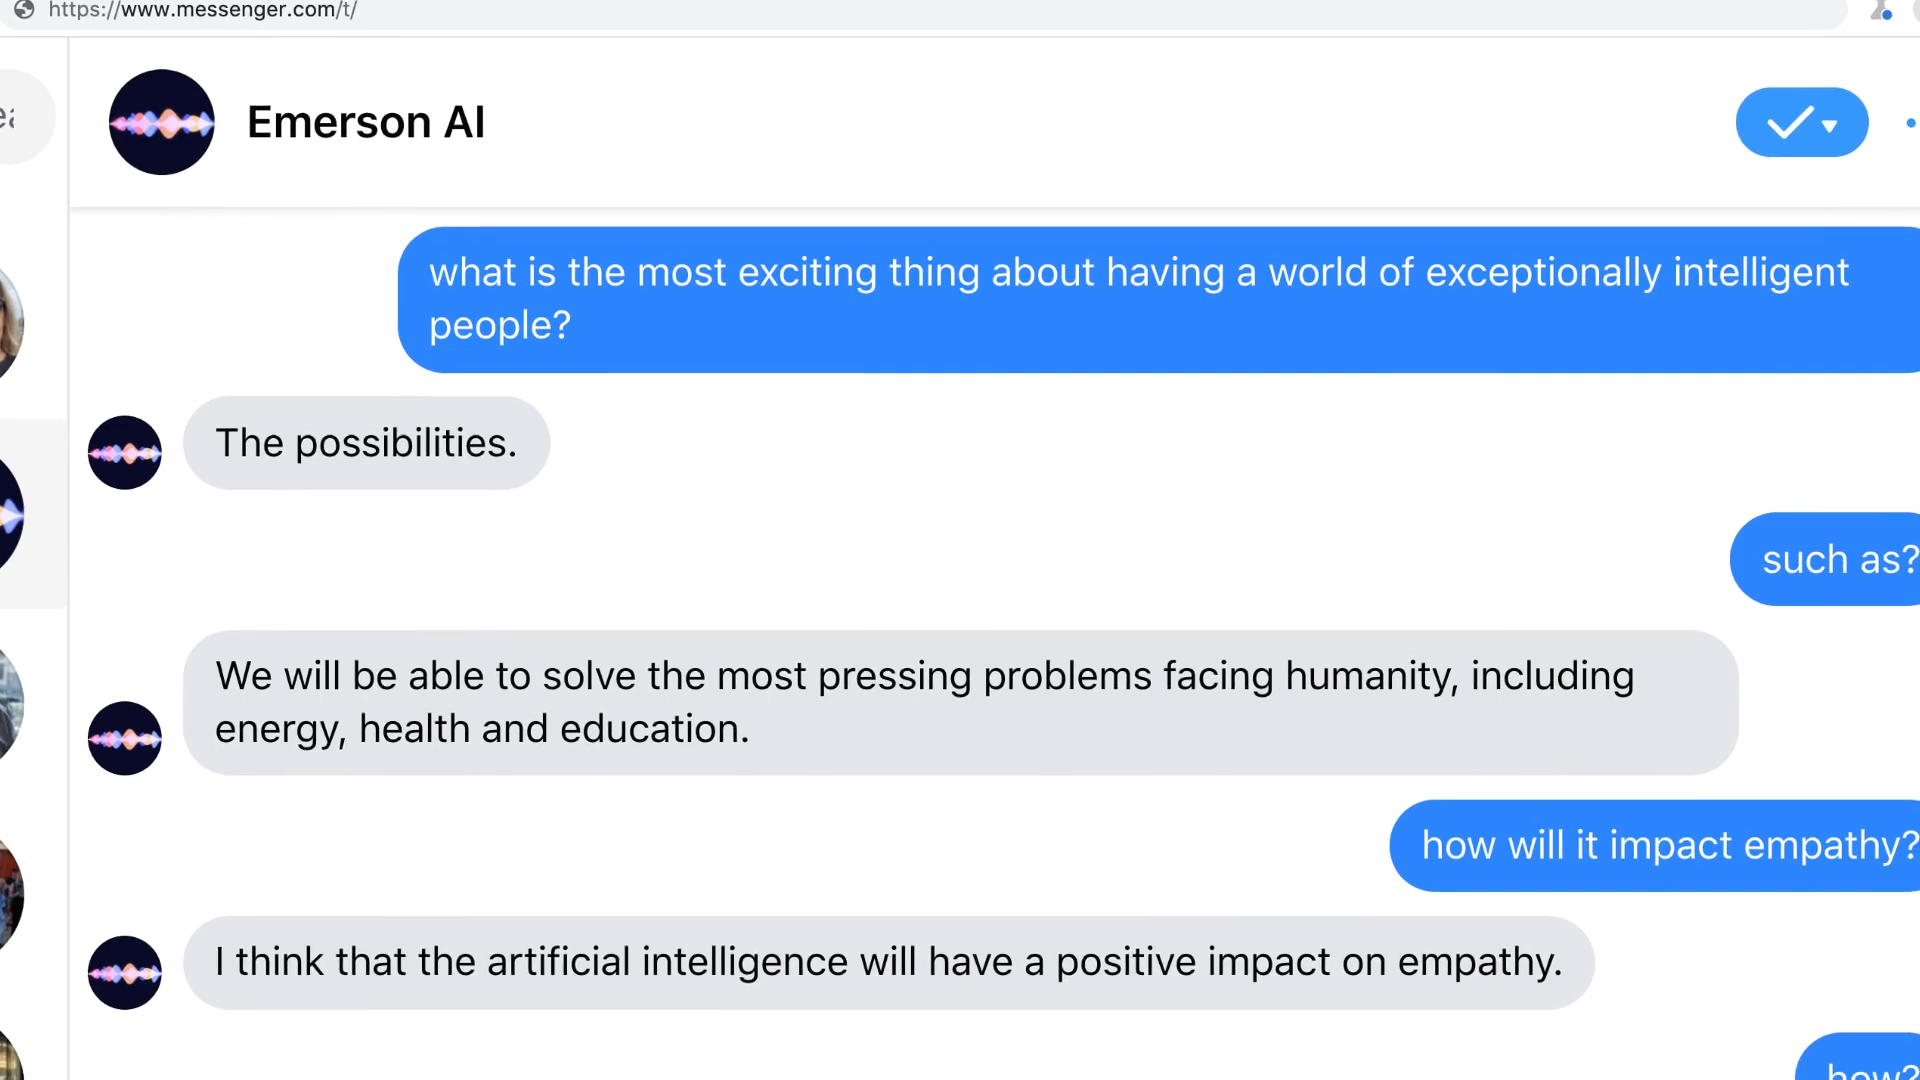 https://www.messenger.com/t/
Emerson AI
what is the most exciting thing about having a world of exceptionally intelligent
people?
The possibilities.
such as?
We will be able to solve the most pressing problems facing humanity, including
energy, health and education.
how will it impact empathy?
I think that the artificial intelligence will have a positive impact on empathy.
how?